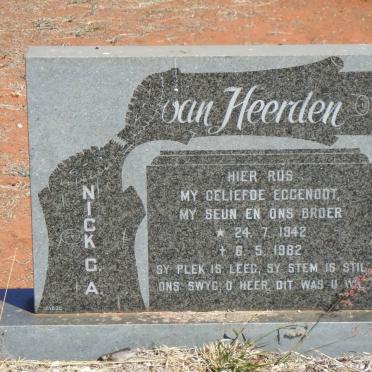 van Heerden
NICK C.A
HIER RUS
MY GELIEFDE EGGENOOT,
MY SEUN EN ONS BROER
* 24.7.1942
+ 6.5.1982
SY PLEK IS LEEG, SY STEM IS STIL
ONS SWYG, O HEER, DIT WAS U